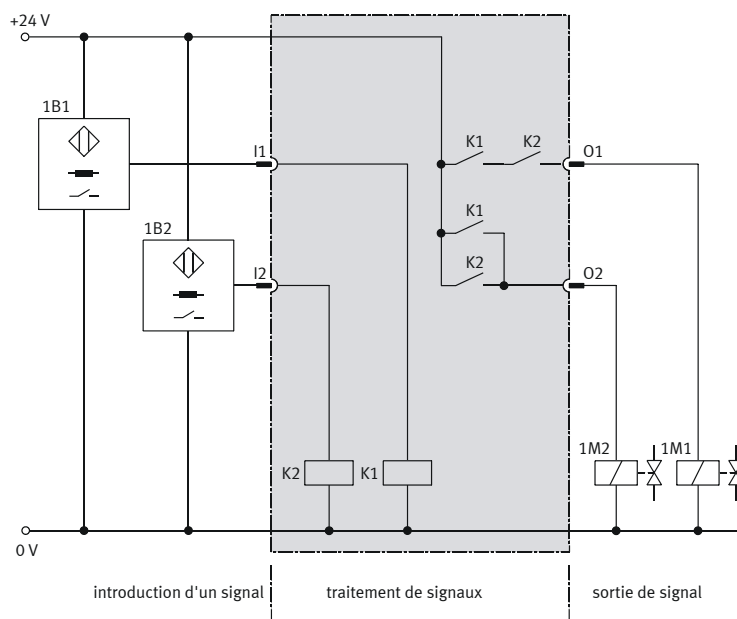 +24 V
1B1
K1
K2
I1
O1
1B2
K1
I2
K2
O2
1M2
1M1
K2
K1
0 V
introduction d'un signal
traitement de signaux
sortie de signal